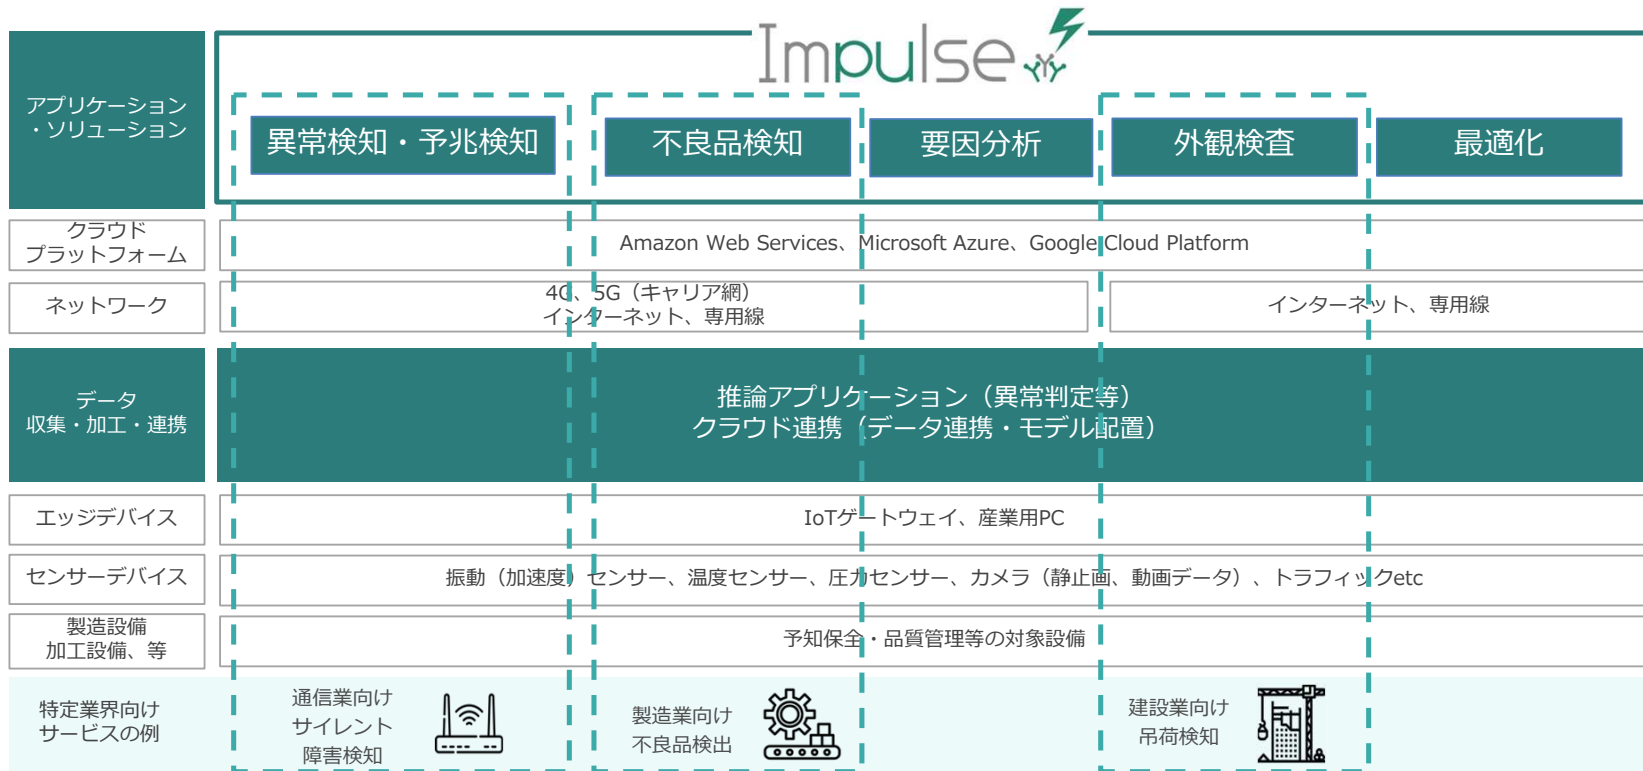 Impulse
アプリケーション
・ソリューション
異常検知・予兆検知
不良品検知
要因分析
外観検査
最適化
クラウド
プラットフォーム
Amazon Web Services、Microsoft Azure、Google Cloud Platform
ネットワーク
4G、5G（キャリア網）
インターネット、専用線
インターネット、専用線
データ
収集・加工・連携
推論アプリケーション（異常判定等）
クラウド連携（データ連携・モデル配置）
エッジデバイス
IoTゲートウェイ、産業用PC
センサーデバイス
振動（加速度）センサー、温度センサー、圧力センサー、カメラ（静止画、動画データ）、トラフィックetc
製造設備
加工設備、等
予知保全・品質管理等の対象設備
特定業界向け
サービスの例
通信業向け
サイレント
障害検知
製造業向け
不良品検出
建設業向け
吊荷検知